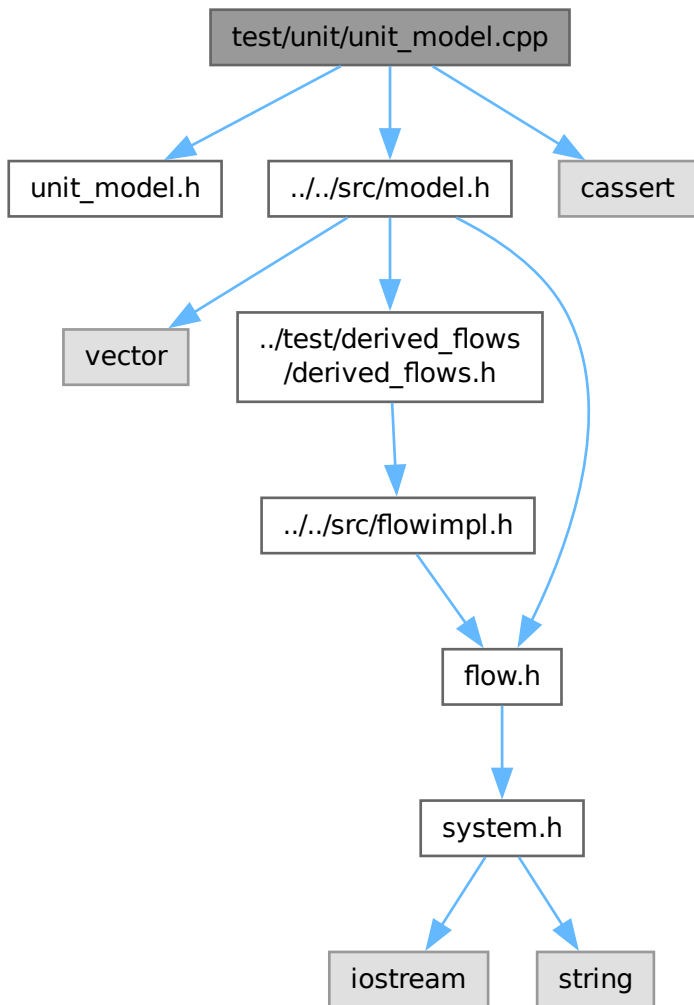 test/unit/unit_model.cpp
unit_model.h
../../src/model.h
cassert
vector
../test/derived_flows
/derived_flows.h
../../src/flowimpl.h
flow.h
system.h
iostream
string